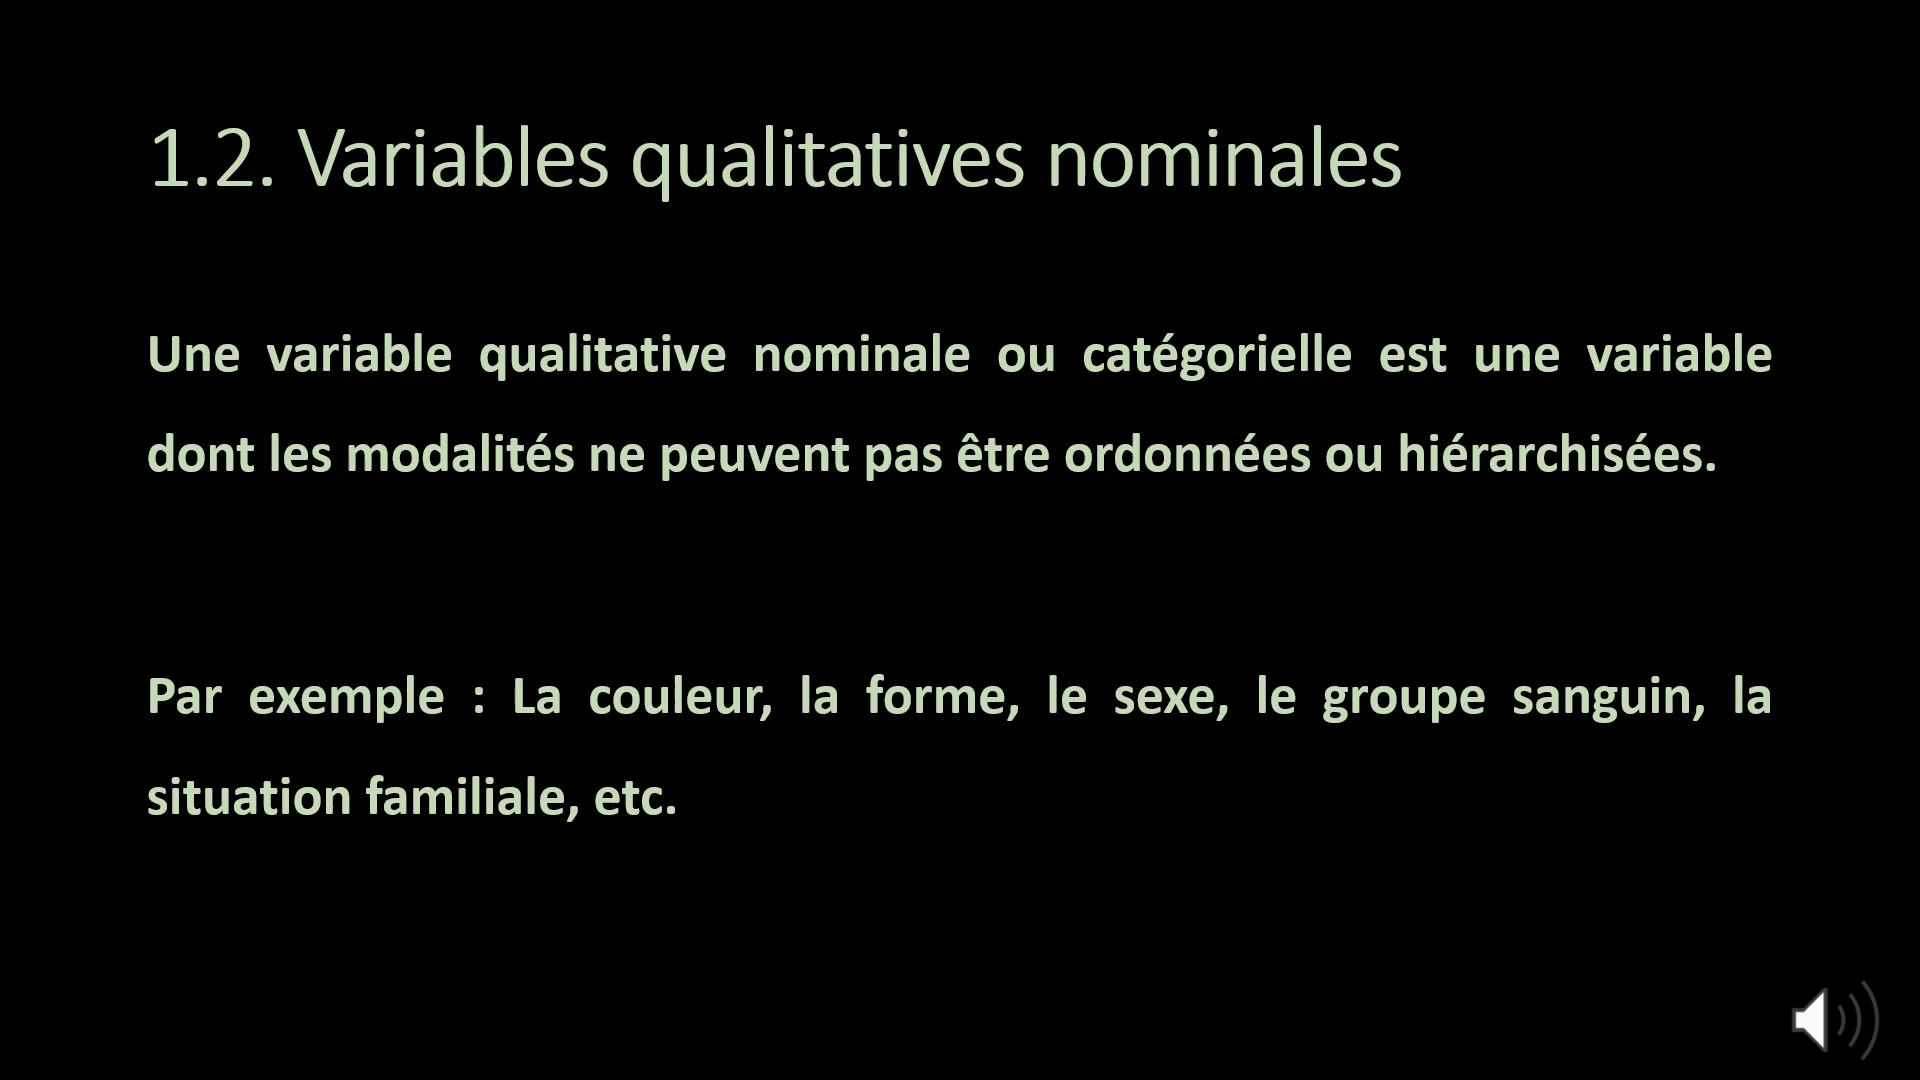 1.2. Variables qualitatives nominales
Une variable qualitative nominale ou catégorielle est une variable
dont les modalités ne peuvent pas être ordonnées ou hiérarchisées.
Par exemple : La couleur, la forme, le sexe, le groupe sanguin, la
situation familiale, etc.